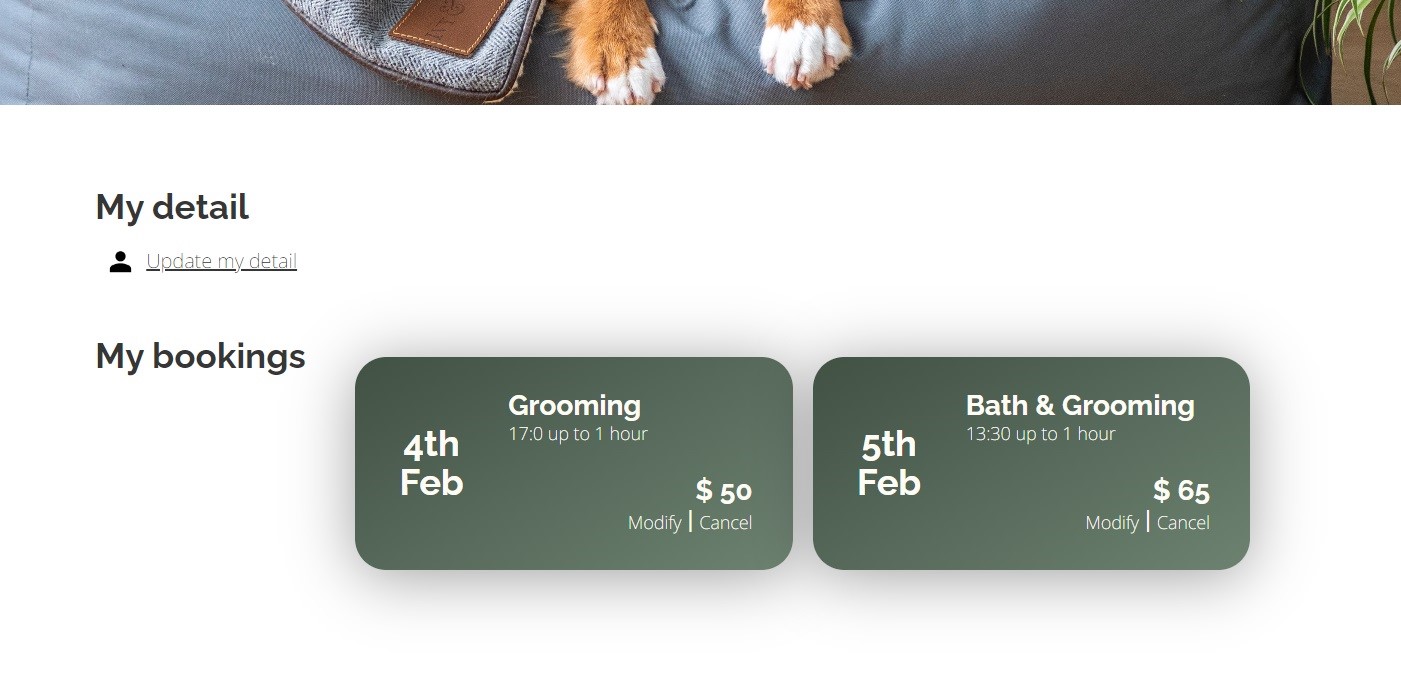 My detail
Update my detail
My bookings
4th
Feb
Grooming
17:0 up to 1 hour
$ 50
Modify | Cancel
5th
Feb
Bath & Grooming
13:30 up to 1 hour
$ 65
Modify | Cancel